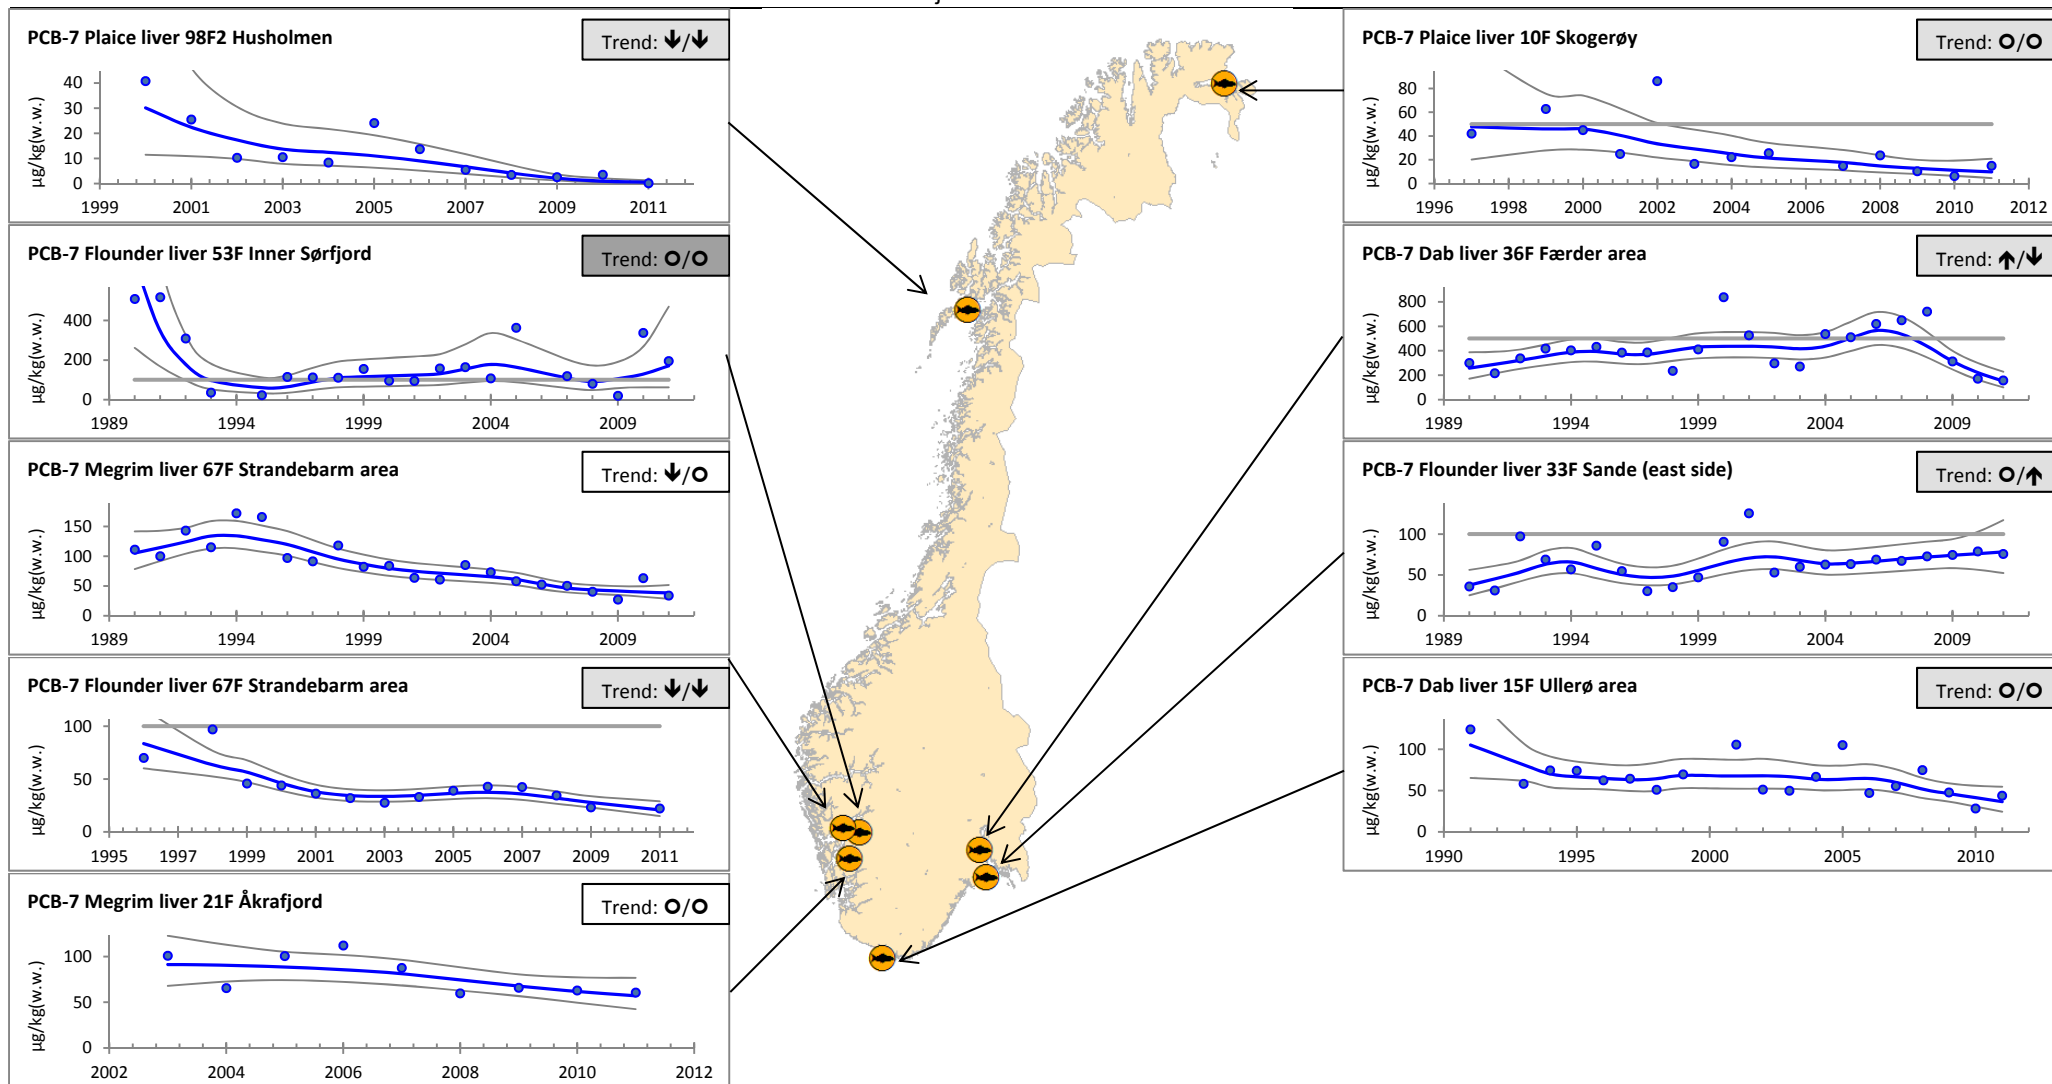 PCB-7 Plaice liver 98F2 Husholmen
Trend: ↓/↓
µg/kg(w.w.)
40
30
20
10
0
1999 2001 2003 2005 2007 2009 2011
PCB-7 Flounder liver 53F Inner Sørfjord
Trend: O/O
µg/kg(w.w.)
400
200
0
1989 1994 1999 2004 2009
PCB-7 Megrim liver 67F Strandebarm area
Trend: ↓/O
µg/kg(w.w.)
150
100
50
0
1989 1994 1999 2004 2009
PCB-7 Flounder liver 67F Strandebarm area
Trend: ↓/↓
µg/kg(w.w.)
100
50
0
1995 1997 1999 2001 2003 2005 2007 2009 2011
PCB-7 Megrim liver 21F Åkrafjord
Trend: O/O
µg/kg(w.w.)
100
50
0
2002 2004 2006 2008 2010 2012
PCB-7 Plaice liver 10F Skogerøy
Trend: O/O
µg/kg(w.w.)
80
60
40
20
0
1996 1998 2000 2002 2004 2006 2008 2010 2012
PCB-7 Dab liver 36F Færder area
Trend: ↑/↓
µg/kg(w.w.)
800
600
400
200
0
1989 1994 1999 2004 2009
PCB-7 Flounder liver 33F Sande (east side)
Trend: O/↑
µg/kg(w.w.)
100
50
0
1989 1994 1999 2004 2009
PCB-7 Dab liver 15F Ullerø area
Trend: O/O
µg/kg(w.w.)
100
50
0
1990 1995 2000 2005 2010